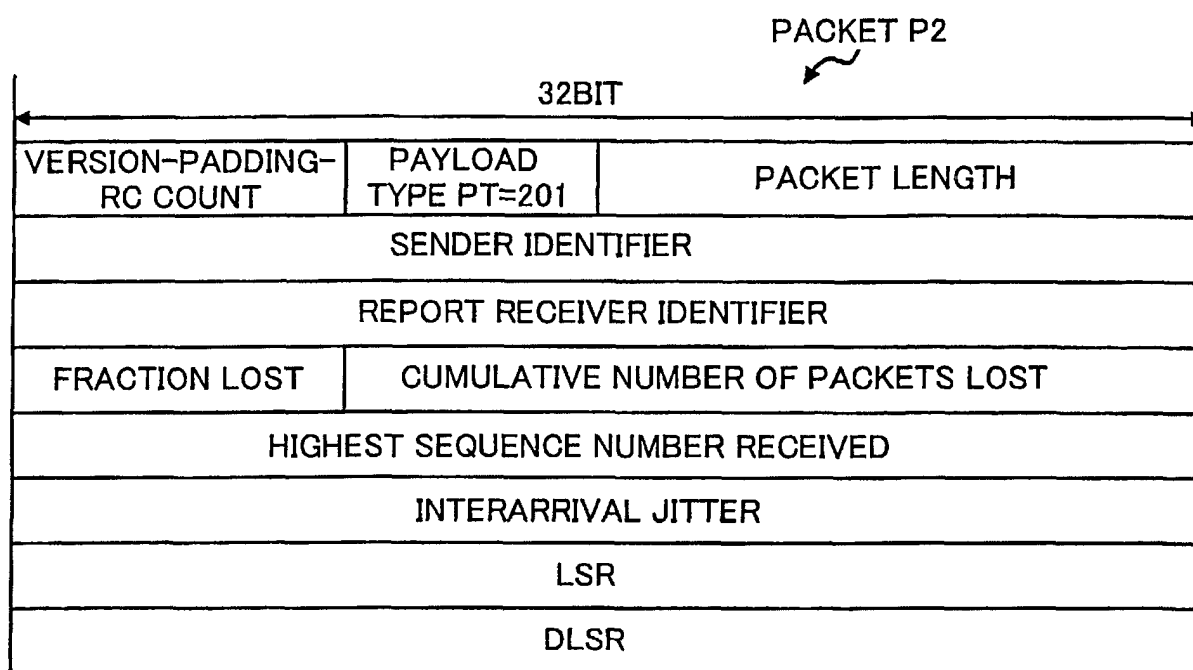 PACKET P2
32BIT
VERSION-PADDING-
RC COUNT
PAYLOAD
TYPE PT=201
PACKET LENGTH
SENDER IDENTIFIER
REPORT RECEIVER IDENTIFIER
FRACTION LOST
CUMULATIVE NUMBER OF PACKETS LOST
HIGHEST SEQUENCE NUMBER RECEIVED
INTERARRIVAL JITTER
LSR
DLSR